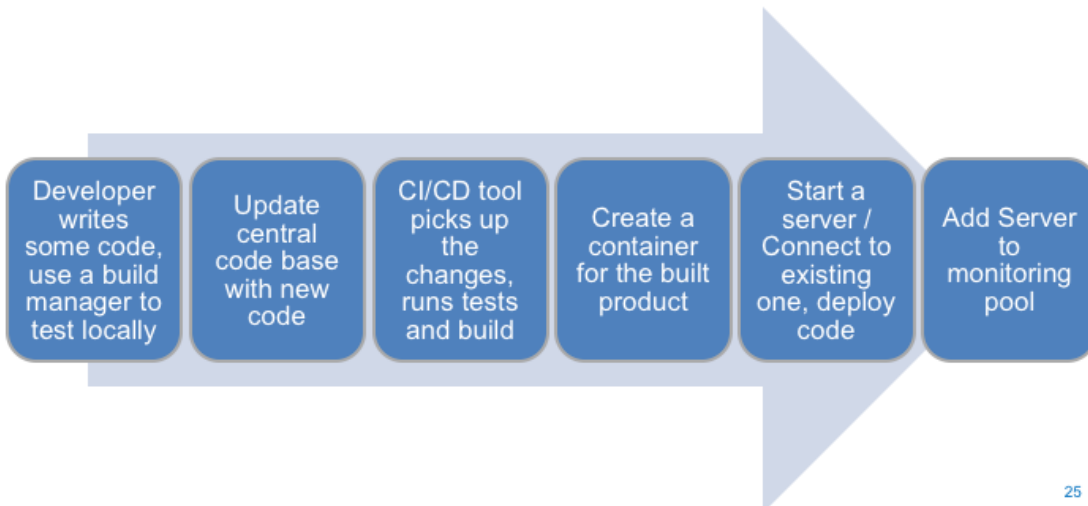 Developer
writes
some code,
use a build
manager to
test locally
Update
central
code base
with new
code
CI/CD tool
picks up
the
changes,
runs tests
and build
Create a
container
for the built
product
Start a
server /
Connect to
existing
one, deploy
code
Add Server
to
monitoring
pool
25